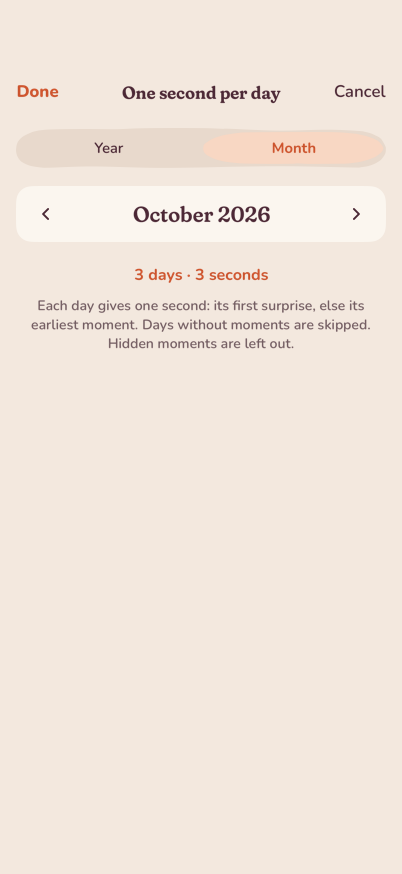 Done
One second per day
Cancel
Year
Month
October 2026
3 days · 3 seconds
Each day gives one second: its first surprise, else its
earliest moment. Days without moments are skipped.
Hidden moments are left out.